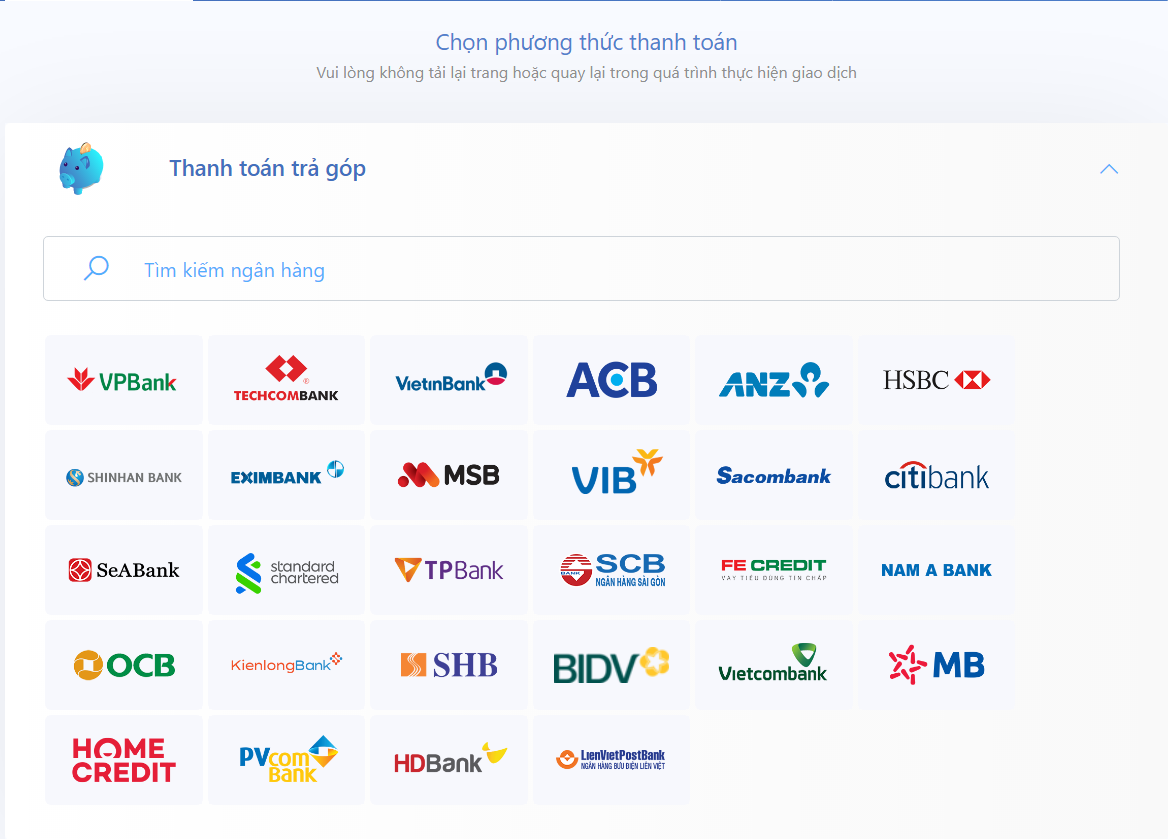 Chọn phương thức thanh toán
Vui lòng không tải lại trang hoặc quay lại trong quá trình thực hiện giao dịch
Thanh toán trả góp
Tìm kiếm ngân hàng
VPBank
TECHCOMBANK
VietinBank
ACB
ANZ
HSBC
SHINHAN BANK
EXIMBANK
MSB
VIB
Sacombank
citibank
SeABank
standard
chartered
TPBank
BANK
SCB
NGÂN HÀNG SÀI GÒN
FE CREDIT
VAY TIÊU DÙNG TÍN CHẤP
NAM A BANK
OCB
KienlongBank
SHB
BIDV
Vietcombank
MB
HOME
CREDIT
PVcom
Bank
HDBank
LienVietPostBank
NGÂN HÀNG BƯU ĐIỆN LIÊN VIỆT